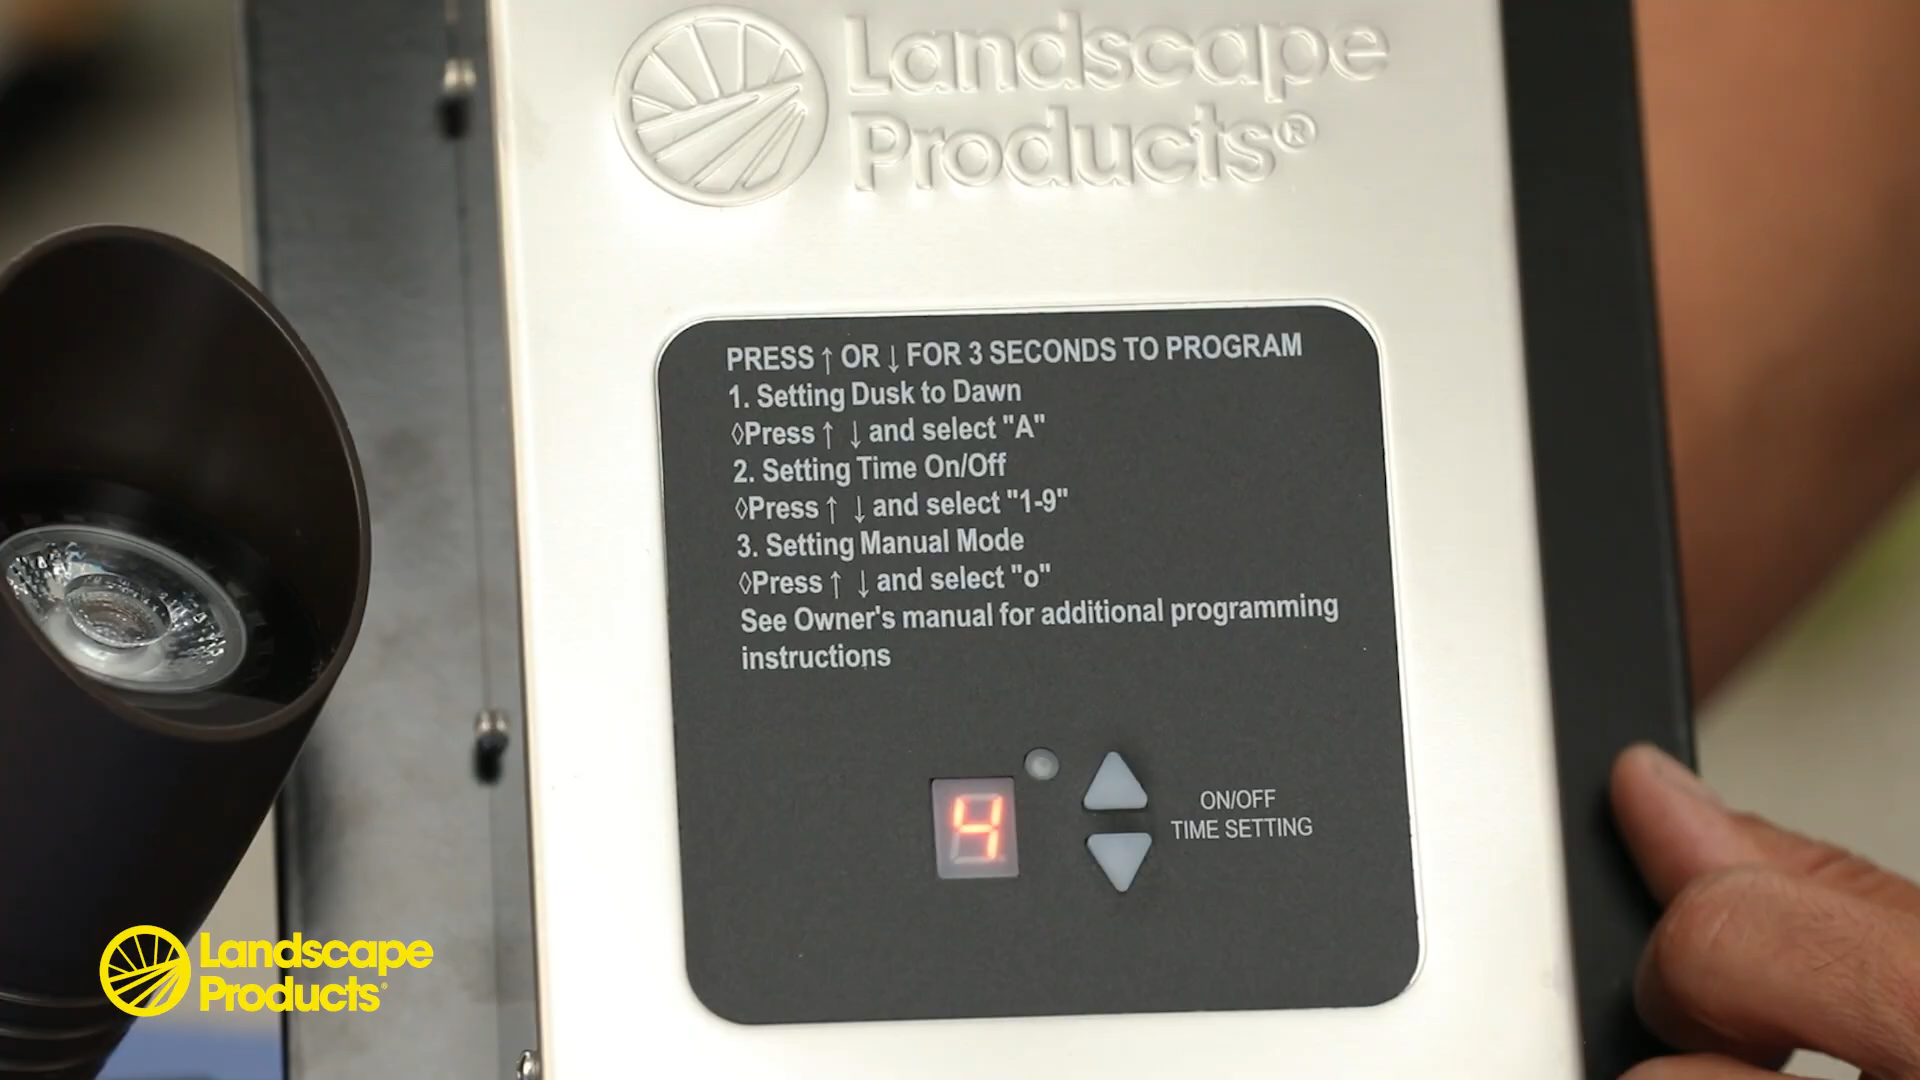 Landscape
Products®
PRESS ↑ OR ↓ FOR 3 SECONDS TO PROGRAM
1. Setting Dusk to Dawn
◊Press ↑ ↓ and select "A"
2. Setting Time On/Off
◊Press ↑ ↓ and select "1-9"
3. Setting Manual Mode
◊Press ↑ ↓ and select "o"
See Owner's manual for additional programming
instructions
4
ON/OFF
TIME SETTING
Landscape
Products®